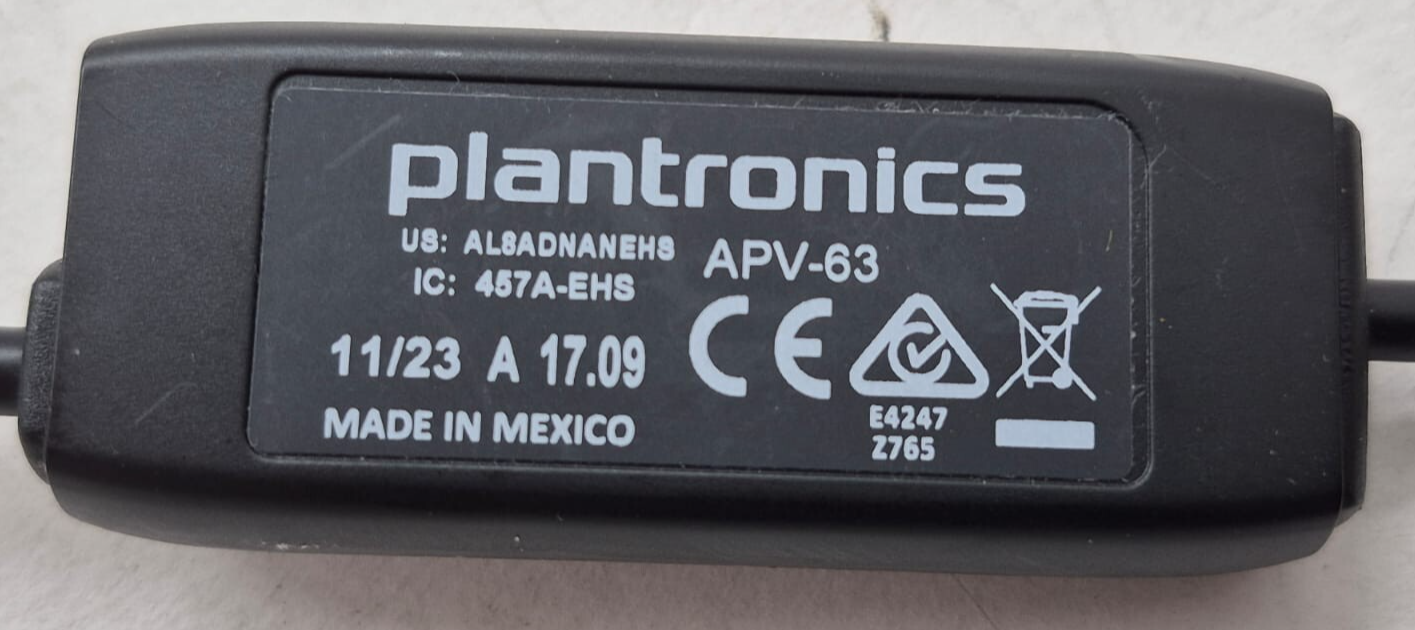 plantronics
US: AL8ADNANEHS
IC: 457A-EHS
APV-63
11/23 A 17.09
MADE IN MEXICO
CE
E4247
Z765